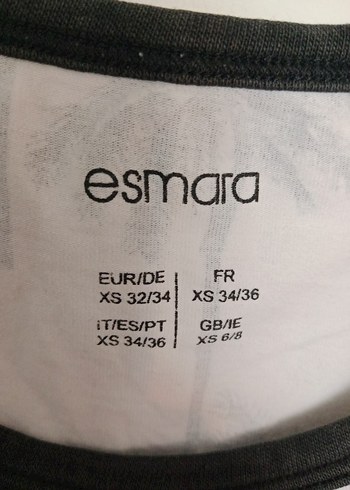 esmara
EUR/DE
XS 32/34
FR
XS 34/36
IT/ES/PT
XS 34/36
GB/IE
XS 6/8